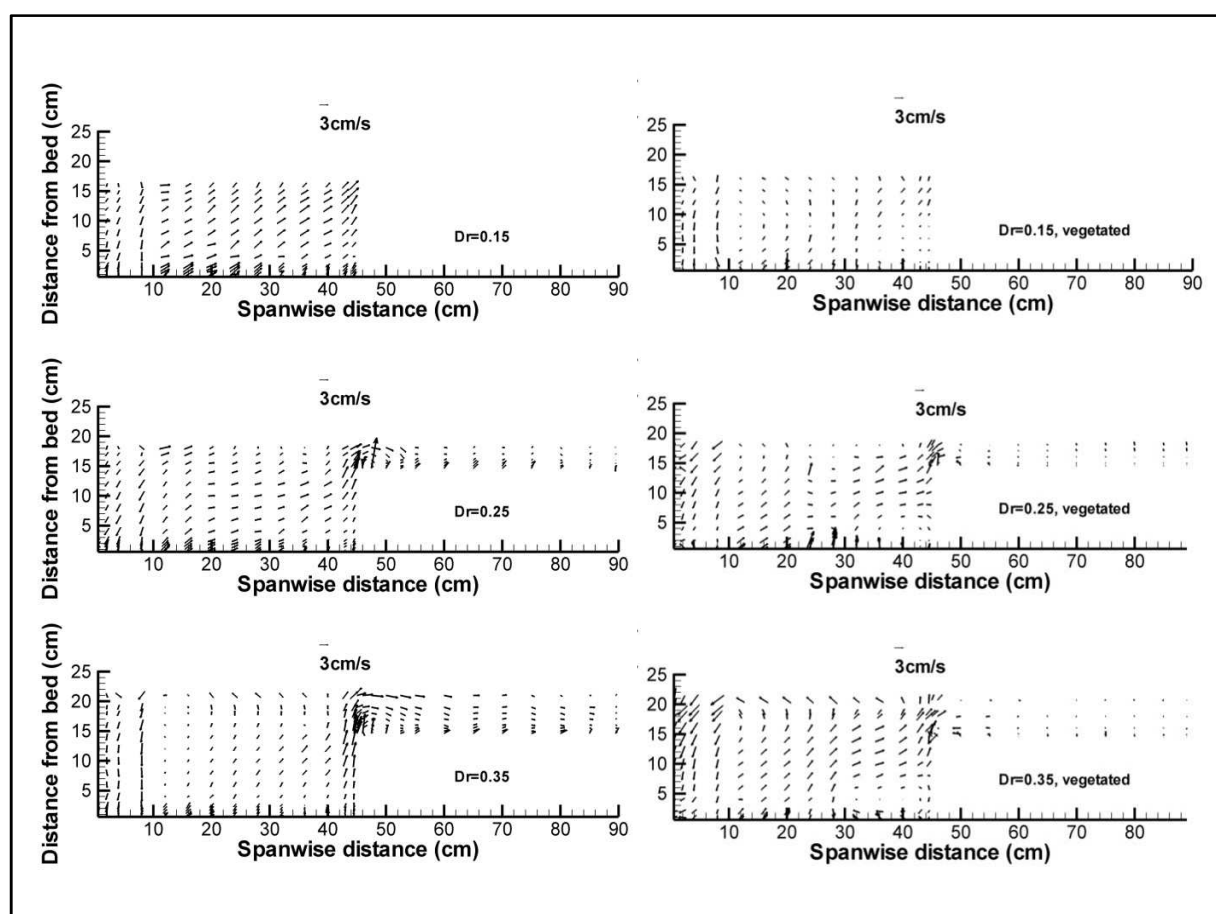 3cm/s
Distance from bed (cm)
25
20
15
10
5
Dr=0.15
10 20 30 40 50 60 70 80 90
Spanwise distance (cm)
3cm/s
25
20
15
10
5
Dr=0.15, vegetated
10 20 30 40 50 60 70 80 90
Spanwise distance (cm)
3cm/s
Distance from bed (cm)
25
20
15
10
5
Dr=0.25
10 20 30 40 50 60 70 80 90
Spanwise distance (cm)
3cm/s
25
20
15
10
5
Dr=0.25, vegetated
10 20 30 40 50 60 70 80
Spanwise distance (cm)
3cm/s
Distance from bed (cm)
25
20
15
10
5
Dr=0.35
10 20 30 40 50 60 70 80 90
Spanwise distance (cm)
3cm/s
25
20
15
10
5
Dr=0.35, vegetated
10 20 30 40 50 60 70 80
Spanwise distance (cm)